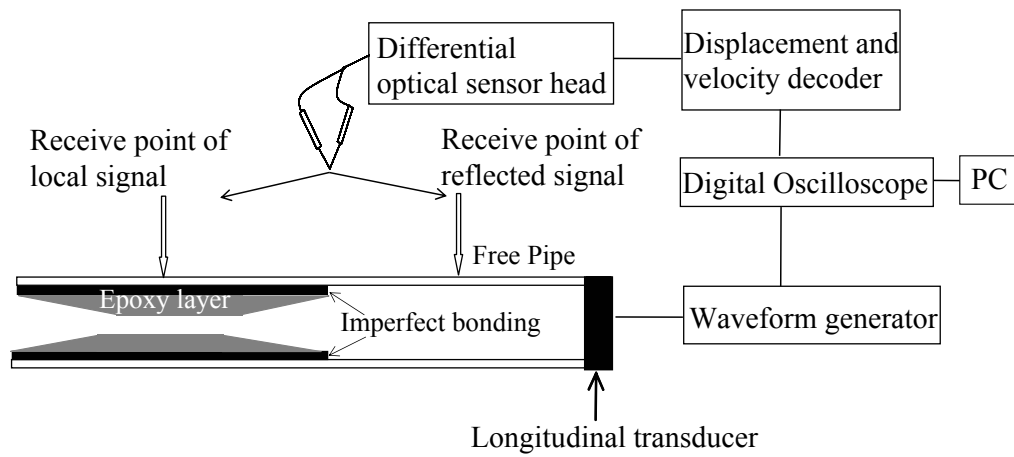 Differential
optical sensor head
Displacement and
velocity decoder
Receive point of
local signal
Receive point of
reflected signal
Digital Oscilloscope
PC
Free Pipe
Epoxy layer
Imperfect bonding
Waveform generator
Longitudinal transducer